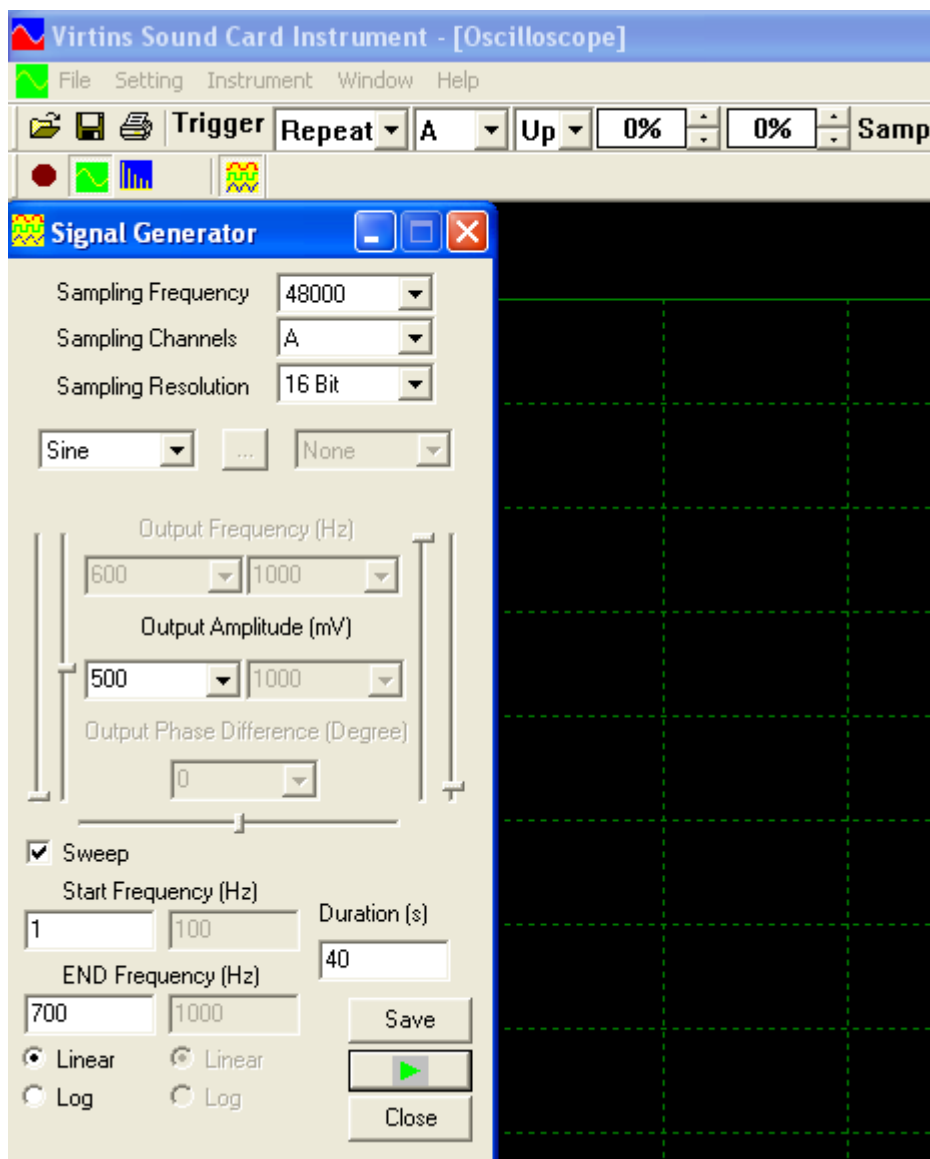 Virtins Sound Card Instrument - [Oscilloscope]
File Setting Instrument Window Help
Trigger Repeat A Up 0% 0% Samp
Signal Generator
Sampling Frequency 48000
Sampling Channels A
Sampling Resolution 16 Bit
Sine ... None
Output Frequency (Hz)
600 1000
Output Amplitude (mV)
500 1000
Output Phase Difference (Degree)
0
Sweep
Start Frequency (Hz)
Duration (s)
1 100
40
END Frequency (Hz)
700 1000
Save
Linear Linear
Log Log
Close